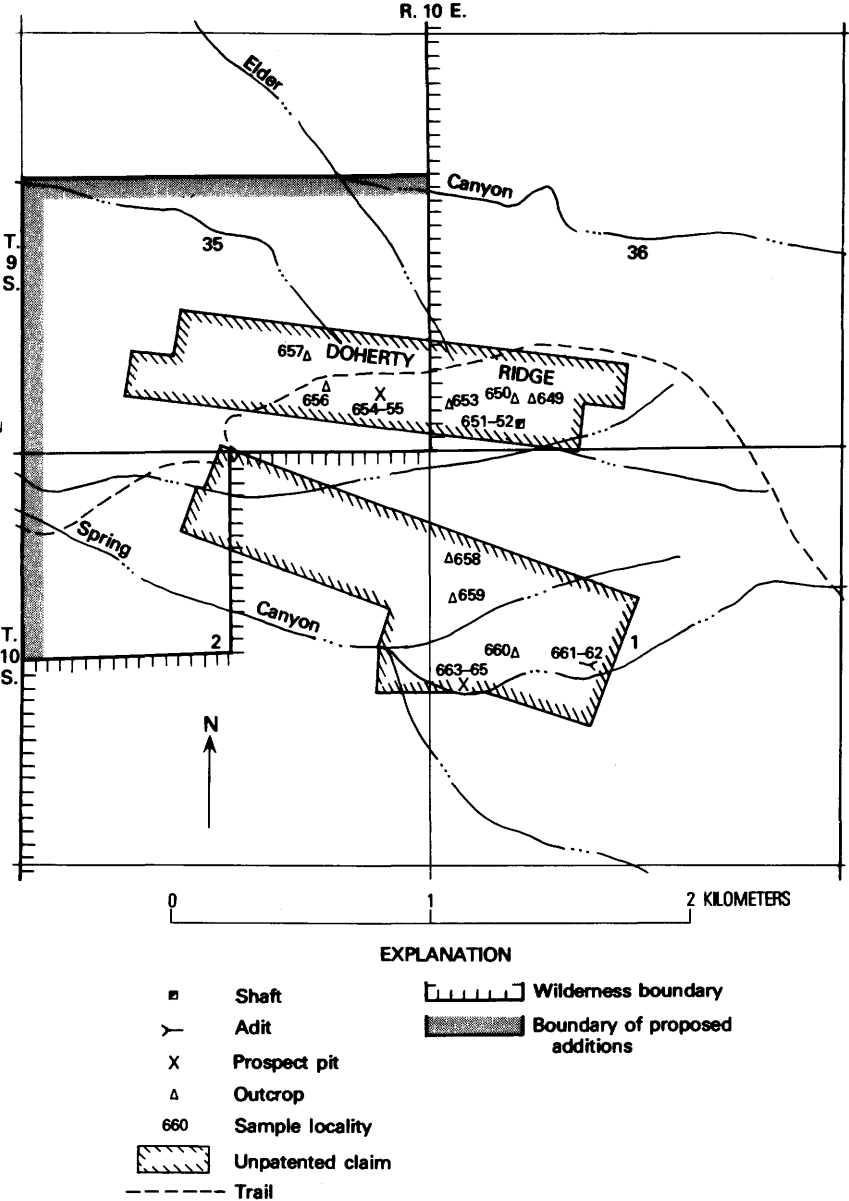 R. 10 E.
Elder
Canyon
T.
9
S.
35
36
657 DOHERTY
RIDGE
656
654–55
653
650
649
651–52
Spring
658
659
Canyon
T.
10
S.
2
660
661–62
1
663–65
N
0 1 2 KILOMETERS
EXPLANATION
Shaft
Adit
Prospect pit
Outcrop
660 Sample locality
Unpatented claim
Trail
Wilderness boundary
Boundary of proposed
additions